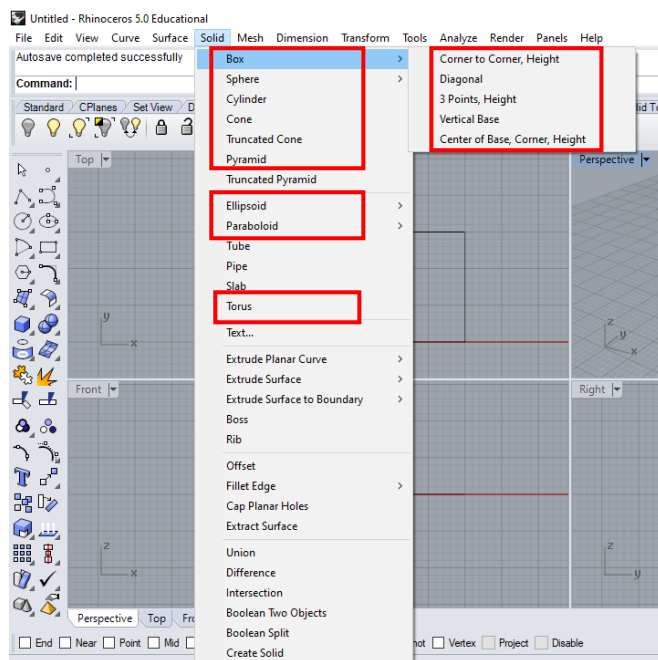 Untitled - Rhinoceros 5.0 Educational
File Edit View Curve Surface Solid Mesh Dimension Transform Tools Analyze Render Panels Help
Autosave completed successfully
Command:
Standard CPlanes Set View
Box
Sphere
Cylinder
Cone
Truncated Cone
Pyramid
Truncated Pyramid
Ellipsoid
Paraboloid
Tube
Pipe
Slab
Torus
Text...
Extrude Planar Curve
Extrude Surface
Extrude Surface to Boundary
Boss
Rib
Offset
Fillet Edge
Cap Planar Holes
Extract Surface
Union
Difference
Intersection
Boolean Two Objects
Boolean Split
Create Solid
Corner to Corner, Height
Diagonal
3 Points, Height
Vertical Base
Center of Base, Corner, Height
Top
Perspective
y
x
z
y
x
Front
Right
z
x
z
y
Perspective Top
End Near Point Mid Vertex Project Disable